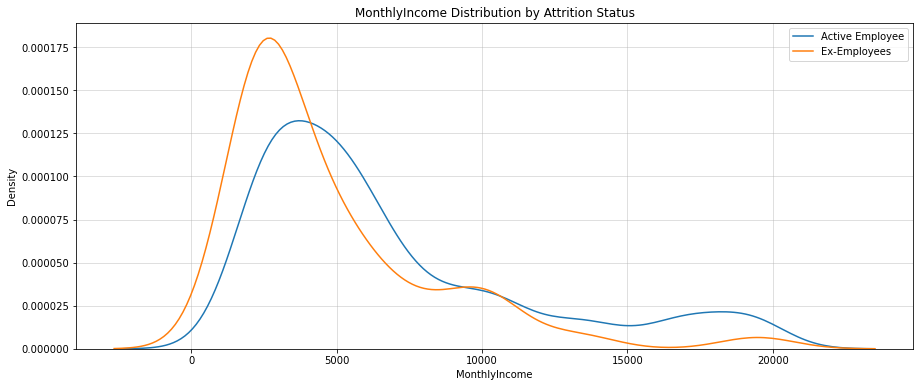 MonthlyIncome Distribution by Attrition Status
Active Employee
Ex-Employees
0.000175
0.000150
0.000125
0.000100
0.000075
0.000050
0.000025
0.000000
Density
0 5000 10000 15000 20000
MonthlyIncome